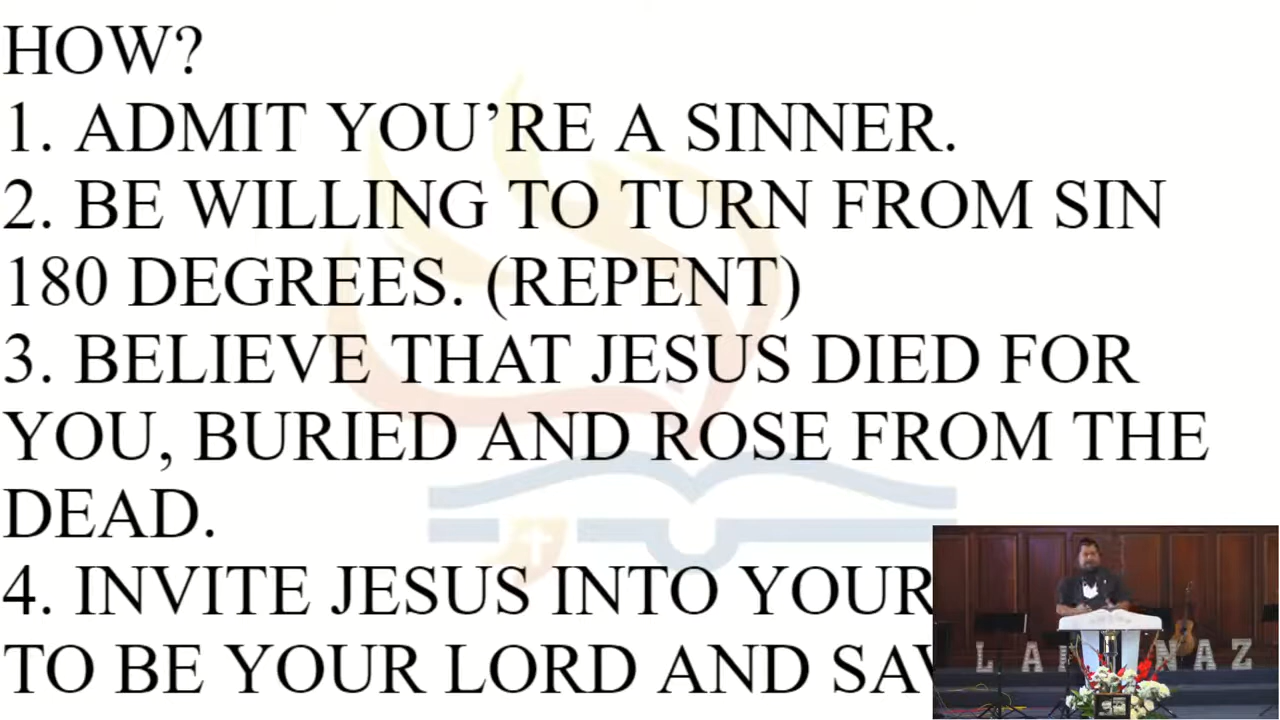 HOW?
1. ADMIT YOU’RE A SINNER.
2. BE WILLING TO TURN FROM SIN
180 DEGREES. (REPENT)
3. BELIEVE THAT JESUS DIED FOR
YOU, BURIED AND ROSE FROM THE
DEAD.
4. INVITE JESUS INTO YOUR
TO BE YOUR LORD AND